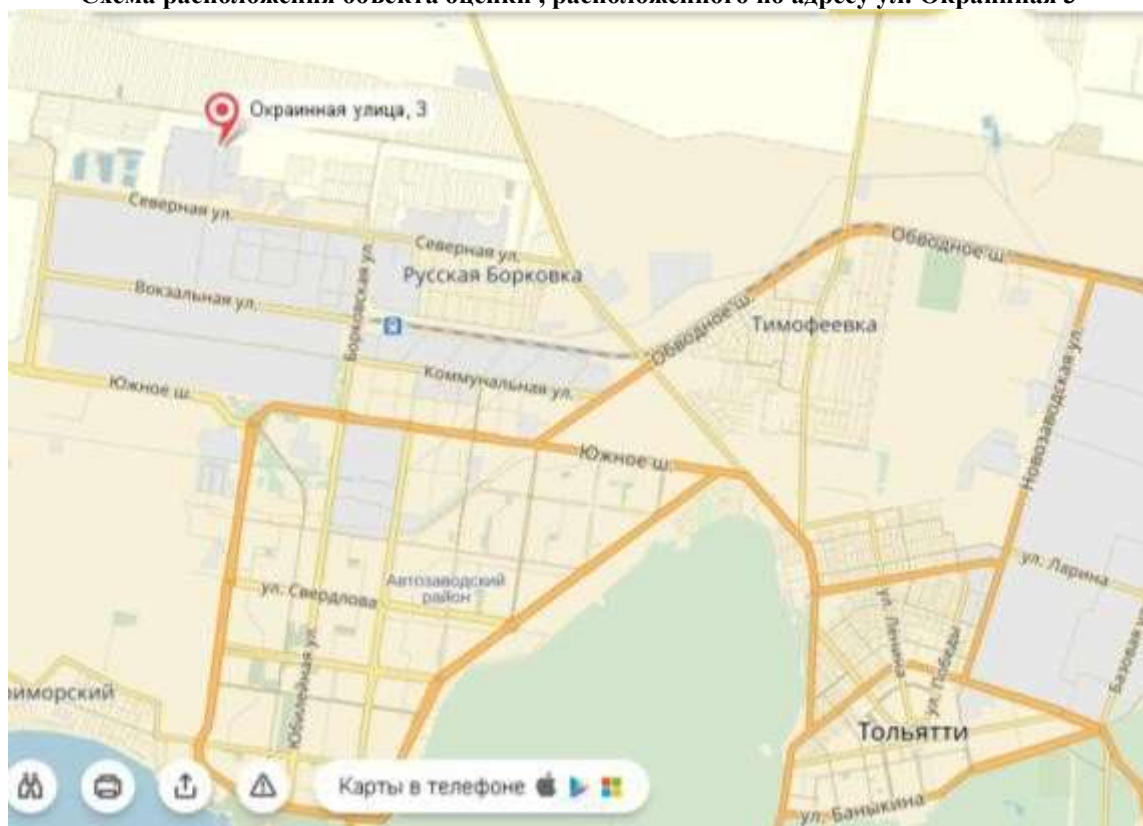 Схема расположения объекта оценки , расположенного по адресу ул. Окраинная 3
Окраинная улица, 3
Северная ул.
Северная ул.
Русская Борковка
Обводное ш.
Вокзальная ул.
Борковская ул.
Обводное ш.
Тимофеевка
Коммунальная ул.
Южное ш.
Новозаводская ул.
Южное ш.
ул. Ларина
Автозаводский
район
ул. Свердлова
ул. Ленина
ул. Победы
Базовая
Юбилейная ул.
риморский
Тольятти
Карты в телефоне
ул. Баныкина